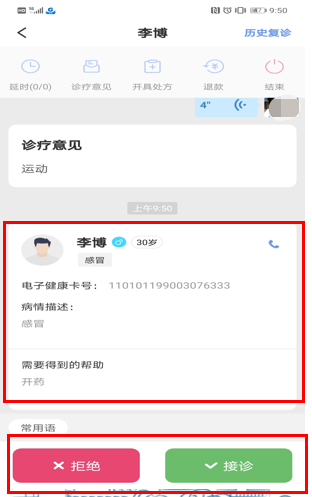 HD 5G 9:50
李博
历史复诊
延时(0/0) 诊疗意见 开具处方 退款 结束
4"
诊疗意见
运动
上午9:50
李博 30岁
感冒
电子健康卡号： 110101199003076333
病情描述：
感冒
需要得到的帮助
开药
常用语
拒绝 接诊